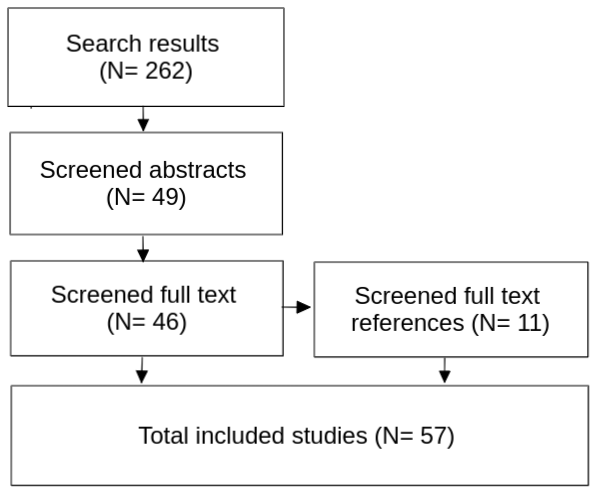 Search results
(N= 262)
Screened abstracts
(N= 49)
Screened full text
(N= 46)
Screened full text
references (N= 11)
Total included studies (N= 57)